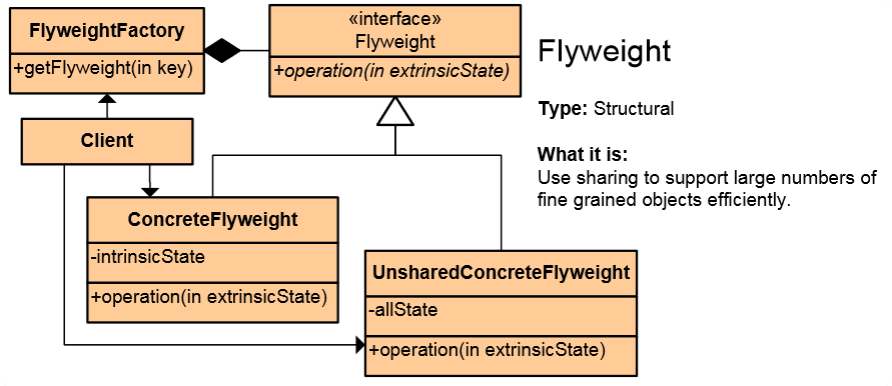 FlyweightFactory
+getFlyweight(in key)
«interface»
Flyweight
+operation(in extrinsicState)
Client
ConcreteFlyweight
-intrinsicState
+operation(in extrinsicState)
UnsharedConcreteFlyweight
-allState
+operation(in extrinsicState)
Flyweight
Type: Structural
What it is:
Use sharing to support large numbers of
fine grained objects efficiently.